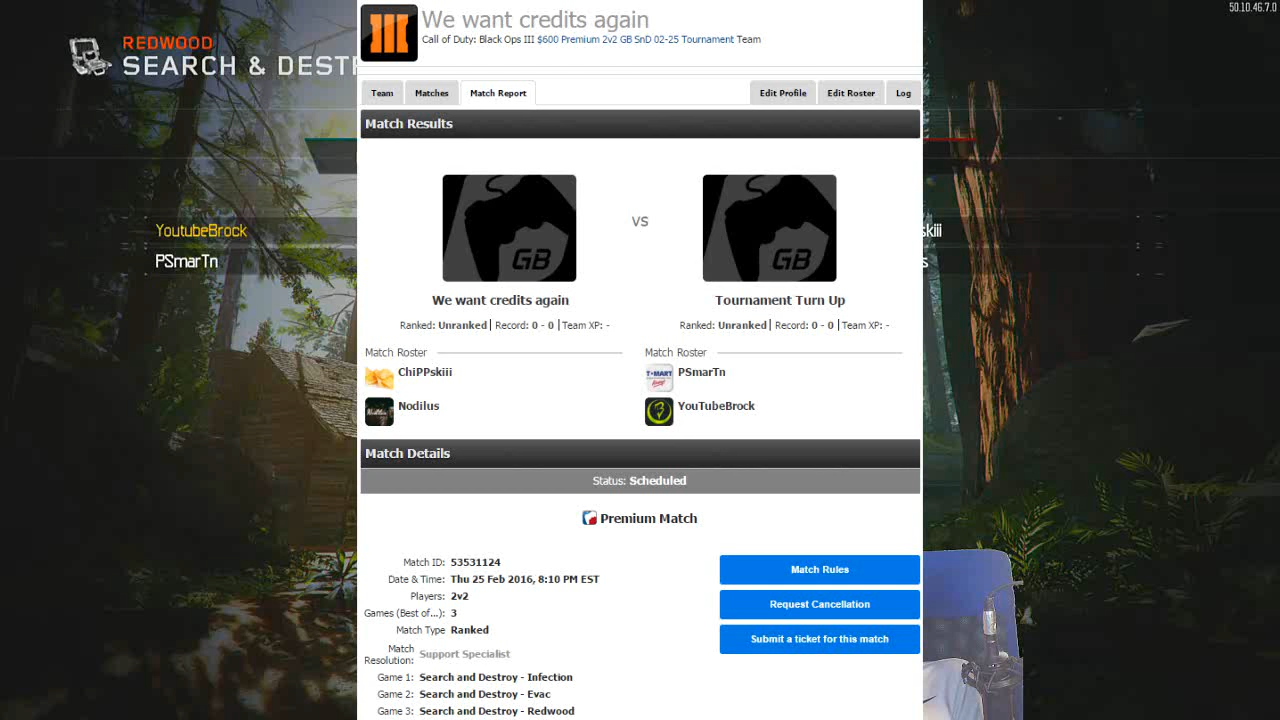 50.10.46.7.0
REDWOOD
SEARCH & DEST
YoutubeBrock
PSmarTn
skiii
s
III
We want credits again
Call of Duty: Black Ops III $600 Premium 2v2 GB SnD 02-25 Tournament Team
Team Matches Match Report Edit Profile Edit Roster Log
Match Results
GB VS GB
We want credits again Tournament Turn Up
Ranked: Unranked | Record: 0 - 0 | Team XP: - Ranked: Unranked | Record: 0 - 0 | Team XP: -
Match Roster Match Roster
ChiPPskiii T-MART PSmarTn
Nodilus YouTubeBrock
Match Details
Status: Scheduled
Premium Match
Match ID: 53531124
Date & Time: Thu 25 Feb 2016, 8:10 PM EST
Players: 2v2
Games (Best of...): 3
Match Type Ranked
Match Resolution: Support Specialist
Game 1: Search and Destroy - Infection
Game 2: Search and Destroy - Evac
Game 3: Search and Destroy - Redwood
Match Rules
Request Cancellation
Submit a ticket for this match